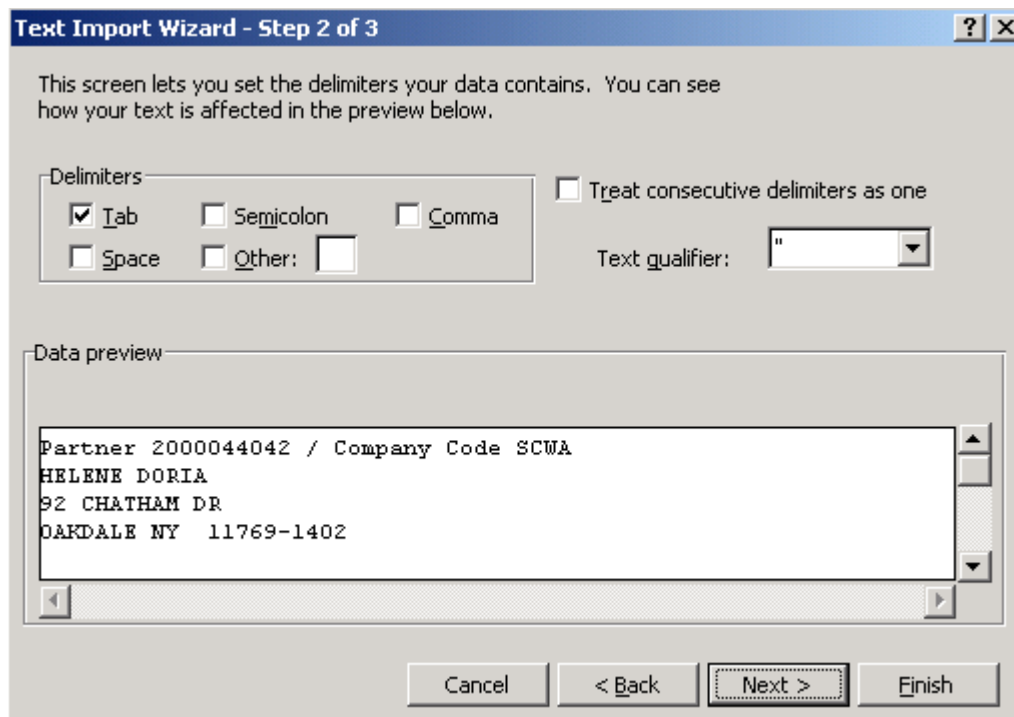 Text Import Wizard - Step 2 of 3
This screen lets you set the delimiters your data contains. You can see
how your text is affected in the preview below.
Delimiters
Tab
Semicolon
Comma
Space
Other:
Treat consecutive delimiters as one
Text qualifier:
"
Data preview
Partner 2000044042 / Company Code SCWA
HELENE DORIA
92 CHATHAM DR
OAKDALE NY  11769-1402
Cancel
< Back
Next >
Finish